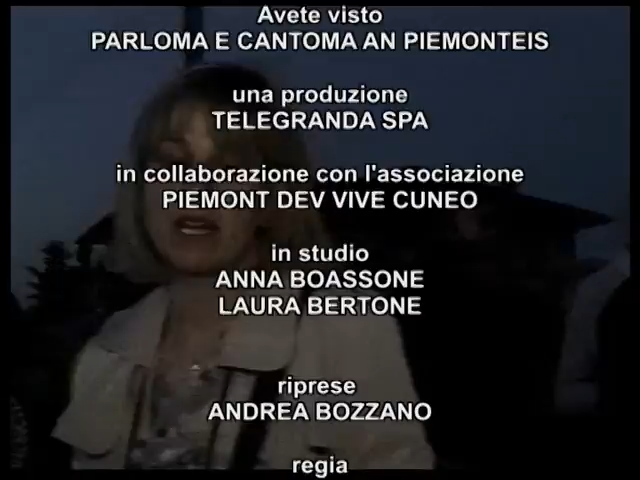 Avete visto
PARLOMA E CANTOMA AN PIEMONTEIS
una produzione
TELEGRANDA SPA
in collaborazione con l'associazione
PIEMONT DEV VIVE CUNEO
in studio
ANNA BOASSONE
LAURA BERTONE
riprese
ANDREA BOZZANO
regia